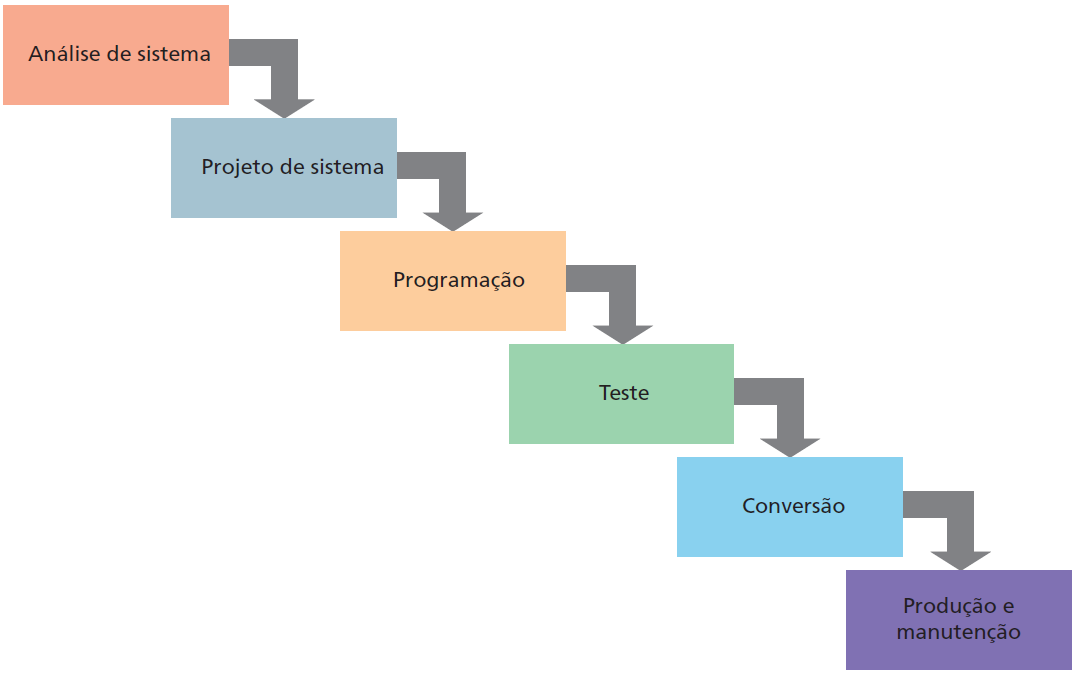 Análise de sistema
Projeto de sistema
Programação
Teste
Conversão
Produção e
manutenção